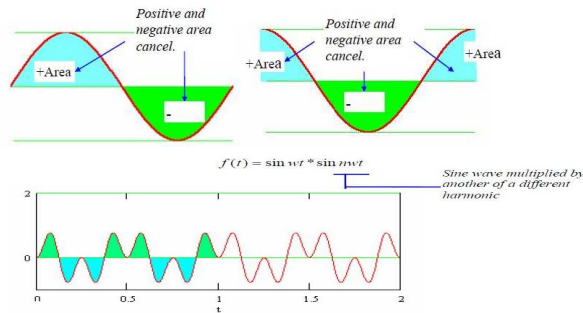 Positive and
negative area
cancel.
+Area
-
Positive and
negative area
cancel.
+Area
+Area
-
f(t) = sin wt * sin nwt
Sine wave multiplied by
another of a different
harmonic
2
0
0
0.5
1
1.5
2
t